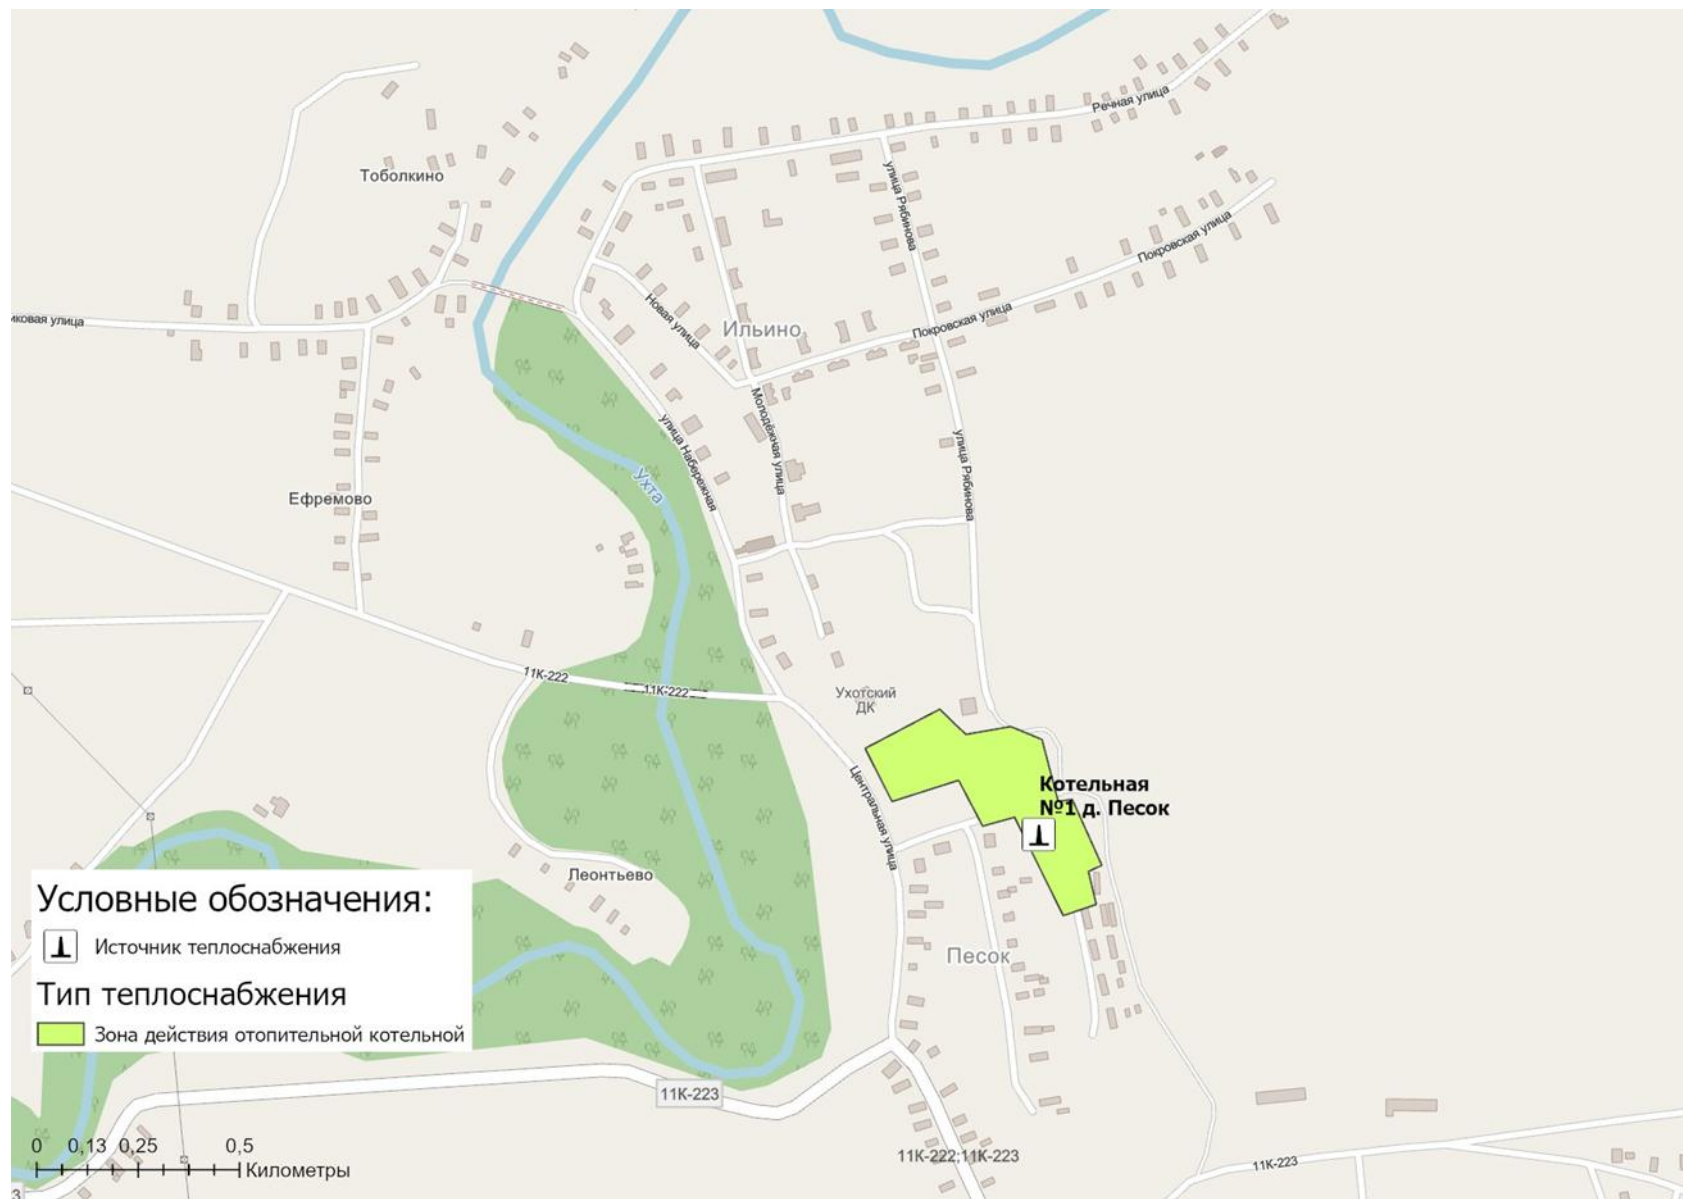 Речная улица
Тоболкино
улица Рябинова
Покровская улица
Новая улица
Ильино
Покровская улица
иковая улица
Молодёжная улица
улица Набережная
улица Рябинова
Ухта
Ефремово
11К-222
11К-222
Ухотский
ДК
Центральная улица
Котельная
№1 д. Песок
Леонтьево
Условные обозначения:
Источник теплоснабжения
Песок
Тип теплоснабжения
Зона действия отопительной котельной
11К-223
0 0,13 0,25 0,5
Километры
11К-222;11К-223
11К-223
3